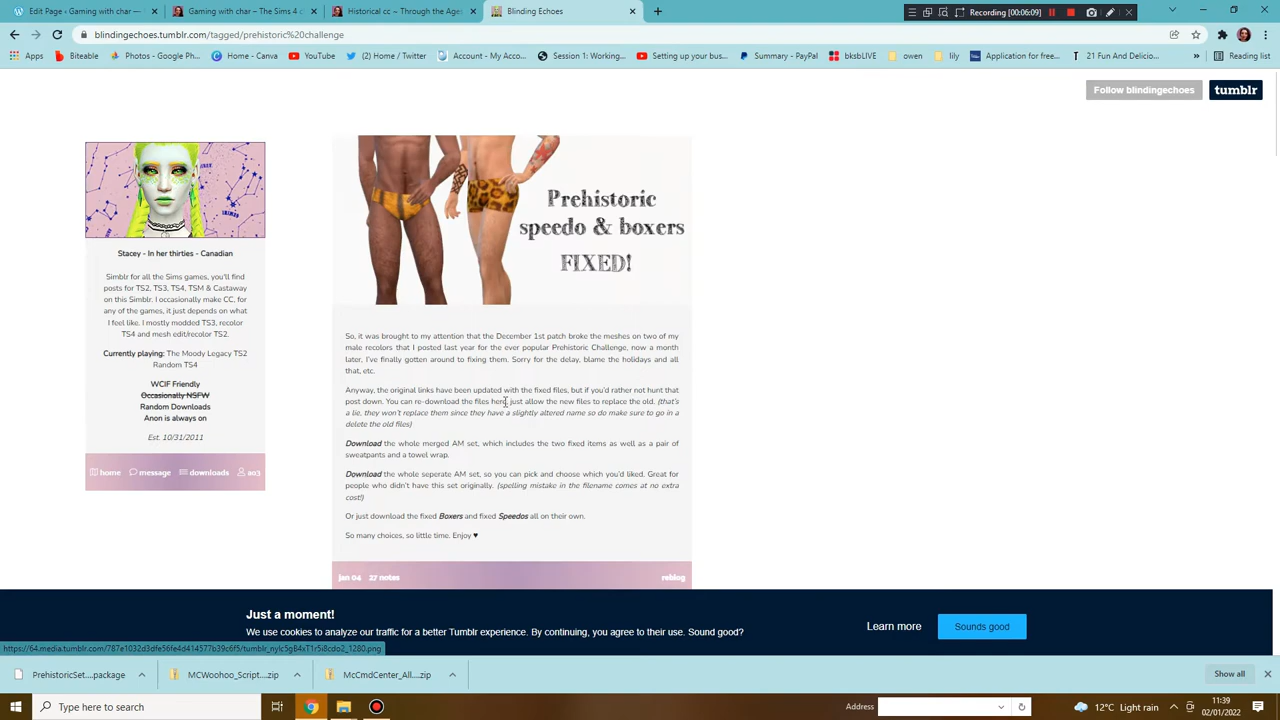 Edit Page ‹ Gaming with char —
Gaming with char – The Sims 4 c
Historical cc ~ Through the Ages
Blinding Echoes
Recording [00:06:09]
blindingechoes.tumblr.com/tagged/prehistoric%20challenge
Apps
Biteable
Photos - Google Pho...
Home - Canva
YouTube
(2) Home / Twitter
Account - My Acco...
Session 1: Working...
Setting up your bus...
Summary - PayPal
bksbLIVE
owen
lily
Application for free...
21 Fun And Delicio...
Reading list
Follow blindingechoes
tumblr
Prehistoric
speedo & boxers
FIXED!
Stacey - In her thirties - Canadian
Simblr for all the Sims games, you'll find
posts for TS2, TS3, TS4, TSM & Castaway
on this Simblr. I occasionally make CC, for
any of the games, it just depends on what
I feel like. I mostly modded TS3, recolor
TS4 and mesh edit/recolor TS2.
Currently playing: The Moody Legacy TS2
Random TS4
WCIF Friendly
Occasionally NSFW
Random Downloads
Anon is always on
Est. 10/31/2011
home message downloads a03
So, it was brought to my attention that the December 1st patch broke the meshes on two of my
male recolors that I posted last year for the ever popular Prehistoric Challenge, now a month
later, I've finally gotten around to fixing them. Sorry for the delay, blame the holidays and all
that, etc.
Anyway, the original links have been updated with the fixed files, but if you'd rather not hunt that
post down. You can re-download the files here, just allow the new files to replace the old. (that's
a lie, they won't replace them since they have a slightly altered name so do make sure to go in a
delete the old files)
Download the whole merged AM set, which includes the two fixed items as well as a pair of
sweatpants and a towel wrap.
Download the whole seperate AM set, so you can pick and choose which you'd liked. Great for
people who didn't have this set originally. (spelling mistake in the filename comes at no extra
cost!)
Or just download the fixed Boxers and fixed Speedos all on their own.
So many choices, so little time. Enjoy ♥
jan 04 27 notes
reblog
Just a moment!
We use cookies to analyze our traffic for a better Tumblr experience. By continuing, you agree to our use. Sound good?
Learn more
Sounds good
PrehistoricSet....package
MCWoohoo_Script....zip
McCmdCenter_All....zip
Show all
Type here to search
Address
12°C Light rain
11:39
02/01/2022